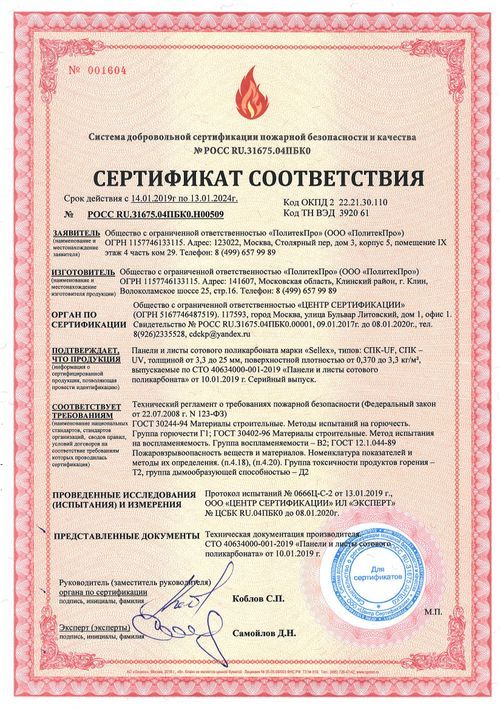 № 001604
Система добровольной сертификации пожарной безопасности и качества
№ РОСС RU.31675.04ПБК0
СЕРТИФИКАТ СООТВЕТСТВИЯ
Срок действия с 14.01.2019г по 13.01.2024г.
Код ОКПД 2 22.21.30.110
№ РОСС RU.31675.04ПБК0.Н00509
Код ТН ВЭД 3920 61
ЗАЯВИТЕЛЬ Общество с ограниченной ответственностью «ПолитекПро» (ООО «ПолитекПро»)
(наименование и местонахождение заявителя)
ОГРН 1157746133115. Адрес: 123022, Москва, Столярный пер, дом 3, корпус 5, помещение IX
этаж 4 часть ком 29. Телефон: 8 (499) 657 99 89
ИЗГОТОВИТЕЛЬ Общество с ограниченной ответственностью «ПолитекПро» (ООО «ПолитекПро»)
(наименование и местонахождение изготовителя продукции)
ОГРН 1157746133115. Адрес: 141607, Московская область, Клинский район, г. Клин,
Волоколамское шоссе 25, стр.16. Телефон: 8 (499) 657 99 89
ОРГАН ПО СЕРТИФИКАЦИИ
Общество с ограниченной ответственностью «ЦЕНТР СЕРТИФИКАЦИИ»
(ОГРН 5167746487519). 117593, город Москва, улица Бульвар Литовский, дом 1, офис 1.
Свидетельство № РОСС RU.31675.04ПБК0.00001, 09.01.2017г. до 08.01.2020г., тел.
8(926)2335528, cdckp@yandex.ru
ПОДТВЕРЖДАЕТ, ЧТО ПРОДУКЦИЯ
(информация о сертифицированной продукции, позволяющая провести идентификацию)
Панели и листы сотового поликарбоната марки «Sellex», типов: СПК-UF, СПК –
UV, толщиной от 3,3 до 25 мм, поверхностной плотностью от 0,370 до 3,3 кг/м²,
выпускаемые по СТО 40634000-001-2019 «Панели и листы сотового
поликарбоната» от 10.01.2019 г. Серийный выпуск.
СООТВЕТСТВУЕТ ТРЕБОВАНИЯМ
(наименование национальных стандартов, стандартов организаций, сводов правил, условий договоров на соответствие требованиям которых проводилась сертификация)
Технический регламент о требованиях пожарной безопасности (Федеральный закон
от 22.07.2008 г. N 123-ФЗ)
ГОСТ 30244-94 Материалы строительные. Методы испытаний на горючесть.
Группа горючести Г1; ГОСТ 30402-96 Материалы строительные. Метод испытания
на воспламеняемость. Группа воспламеняемости – В2; ГОСТ 12.1.044-89
Пожаровзрывоопасность веществ и материалов. Номенклатура показателей и
методы их определения. (п.4.18), (п.4.20). Группа токсичности продуктов горения –
Т2, группа дымообразующей способностью – Д2
ПРОВЕДЕННЫЕ ИССЛЕДОВАНИЯ (ИСПЫТАНИЯ) И ИЗМЕРЕНИЯ
Протокол испытаний № 0666Ц-С-2 от 13.01.2019 г.,
ООО «ЦЕНТР СЕРТИФИКАЦИИ» ИЛ «ЭКСПЕРТ»
№ ЦСБК RU.04ПБК0 до 08.01.2020г.
ПРЕДСТАВЛЕННЫЕ ДОКУМЕНТЫ
Техническая документация производителя.
СТО 40634000-001-2019 «Панели и листы сотового
поликарбоната» от 10.01.2019 г.
Руководитель (заместитель руководителя)
органа по сертификации
подпись, инициалы, фамилия
Коблов С.П.
Эксперт (эксперты)
подпись, инициалы, фамилия
Самойлов Д.Н.
Для
сертификатов
М.П.